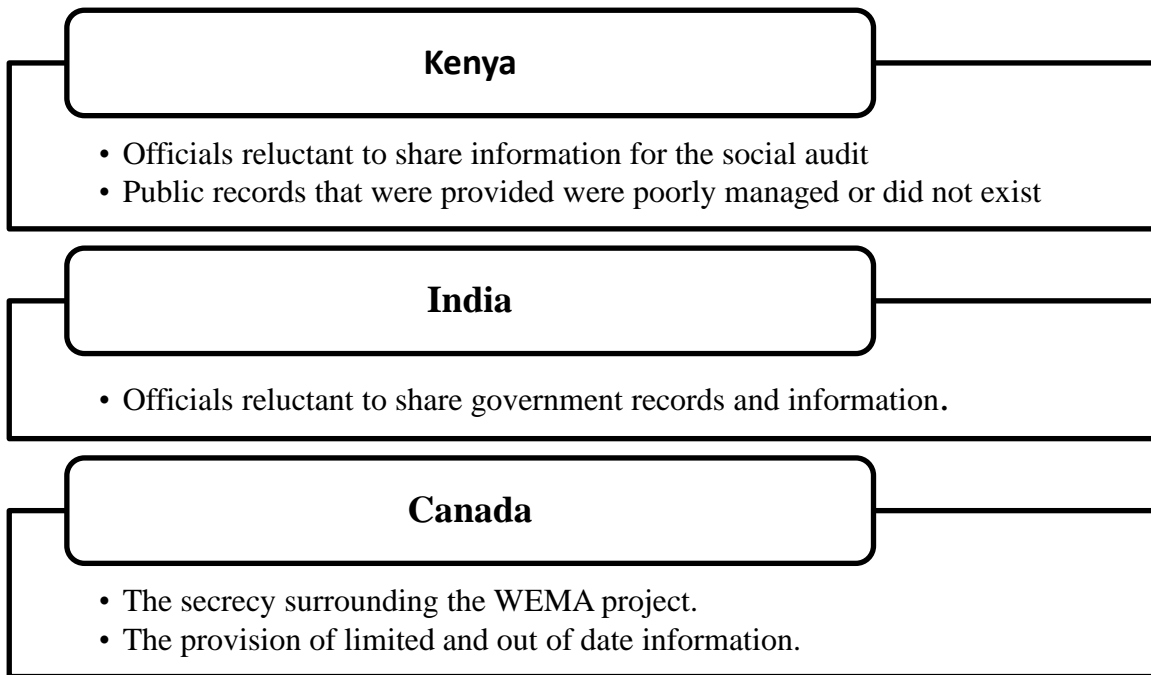 Kenya
• Officials reluctant to share information for the social audit
• Public records that were provided were poorly managed or did not exist
India
• Officials reluctant to share government records and information.
Canada
• The secrecy surrounding the WEMA project.
• The provision of limited and out of date information.